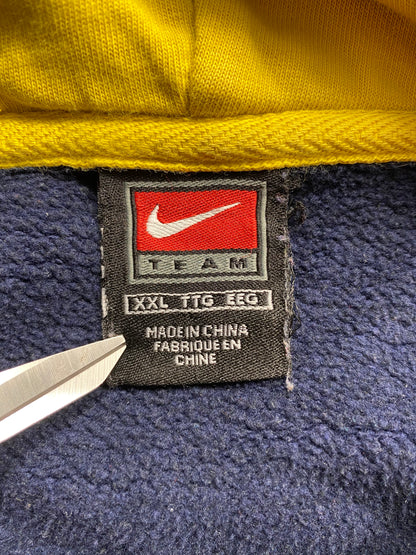 TEAM
XXL TTG EEG
MADE IN CHINA
FABRIQUE EN
CHINE